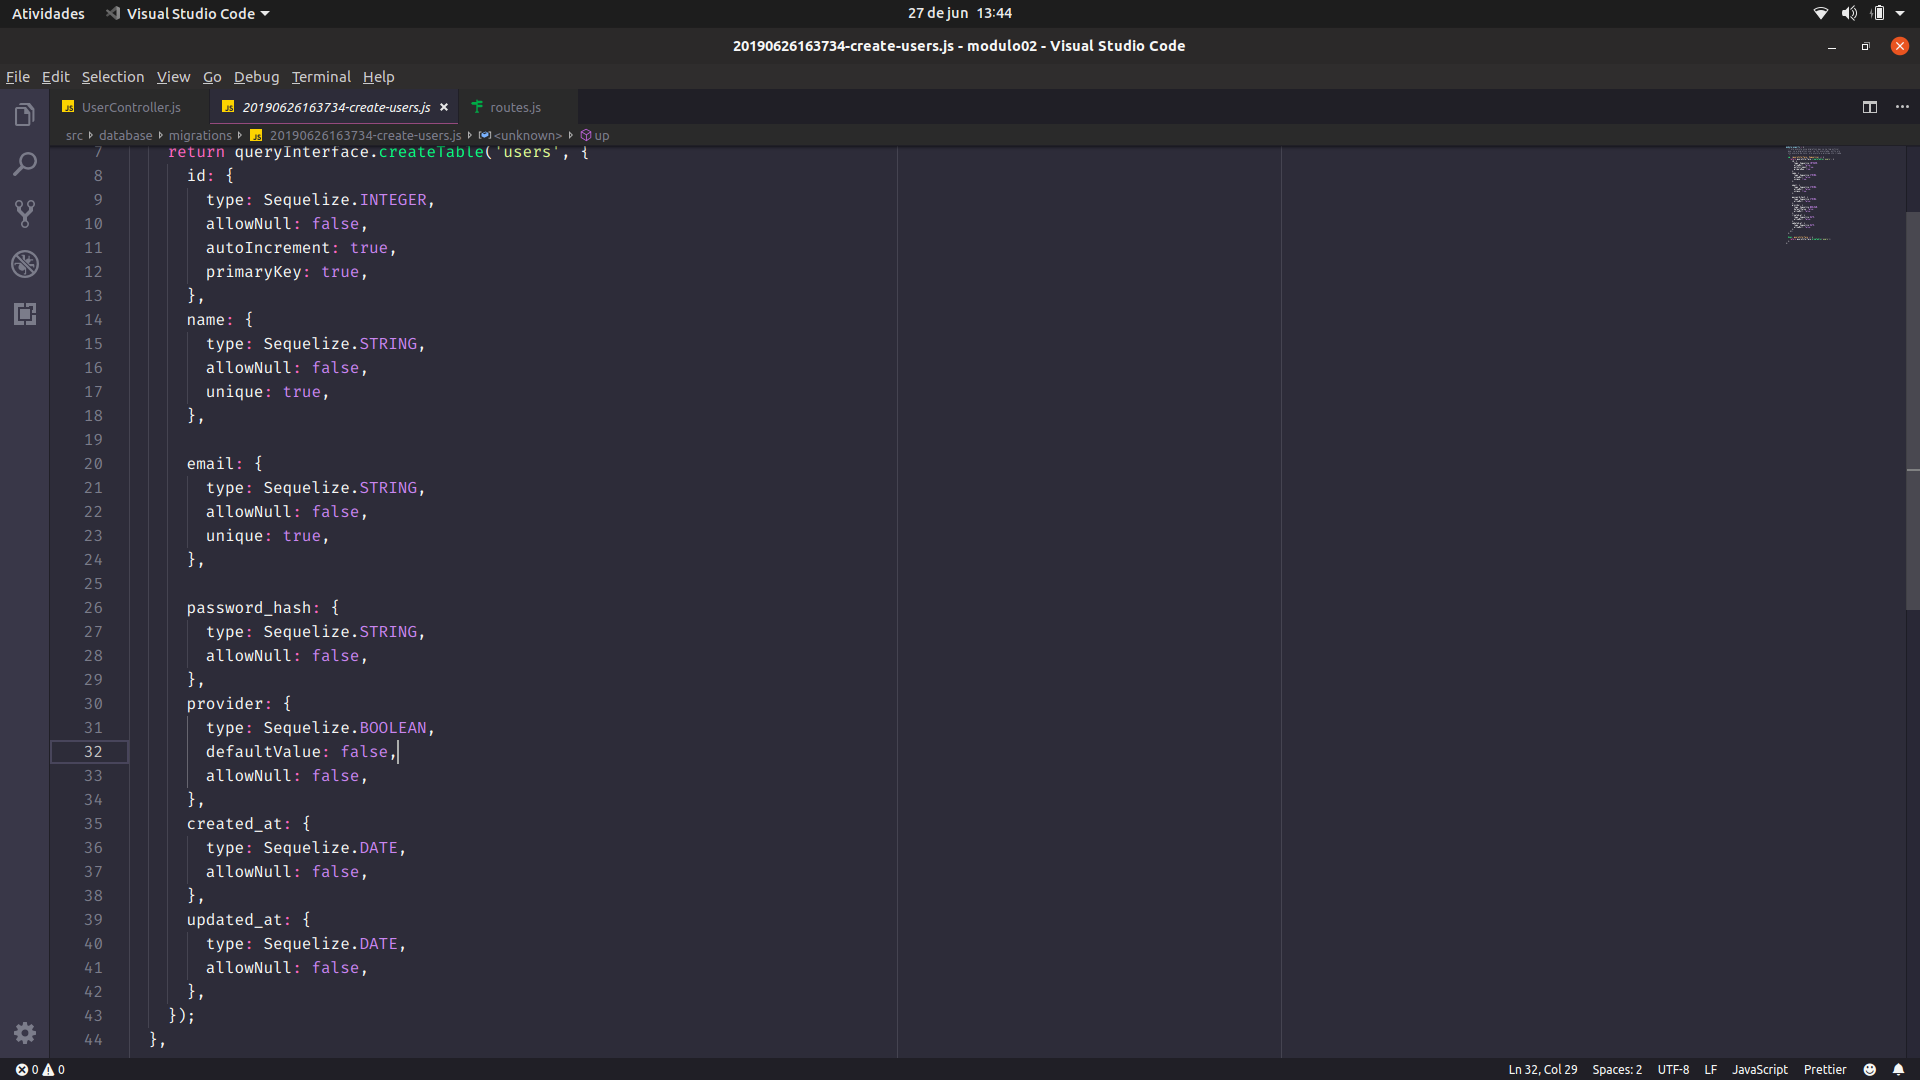 Atividades Visual Studio Code 27 de jun 13:44
20190626163734-create-users.js - modulo02 - Visual Studio Code
File Edit Selection View Go Debug Terminal Help
JS UserController.js JS 20190626163734-create-users.js × routes.js
src database migrations JS 20190626163734-create-users.js <unknown> up
7 return queryInterface.createTable('users', {
8 id: {
9 type: Sequelize.INTEGER,
10 allowNull: false,
11 autoIncrement: true,
12 primaryKey: true,
13 },
14 name: {
15 type: Sequelize.STRING,
16 allowNull: false,
17 unique: true,
18 },
19
20 email: {
21 type: Sequelize.STRING,
22 allowNull: false,
23 unique: true,
24 },
25
26 password_hash: {
27 type: Sequelize.STRING,
28 allowNull: false,
29 },
30 provider: {
31 type: Sequelize.BOOLEAN,
32 defaultValue: false,
33 allowNull: false,
34 },
35 created_at: {
36 type: Sequelize.DATE,
37 allowNull: false,
38 },
39 updated_at: {
40 type: Sequelize.DATE,
41 allowNull: false,
42 },
43 });
44 },
0 0 Ln 32, Col 29 Spaces: 2 UTF-8 LF JavaScript Prettier